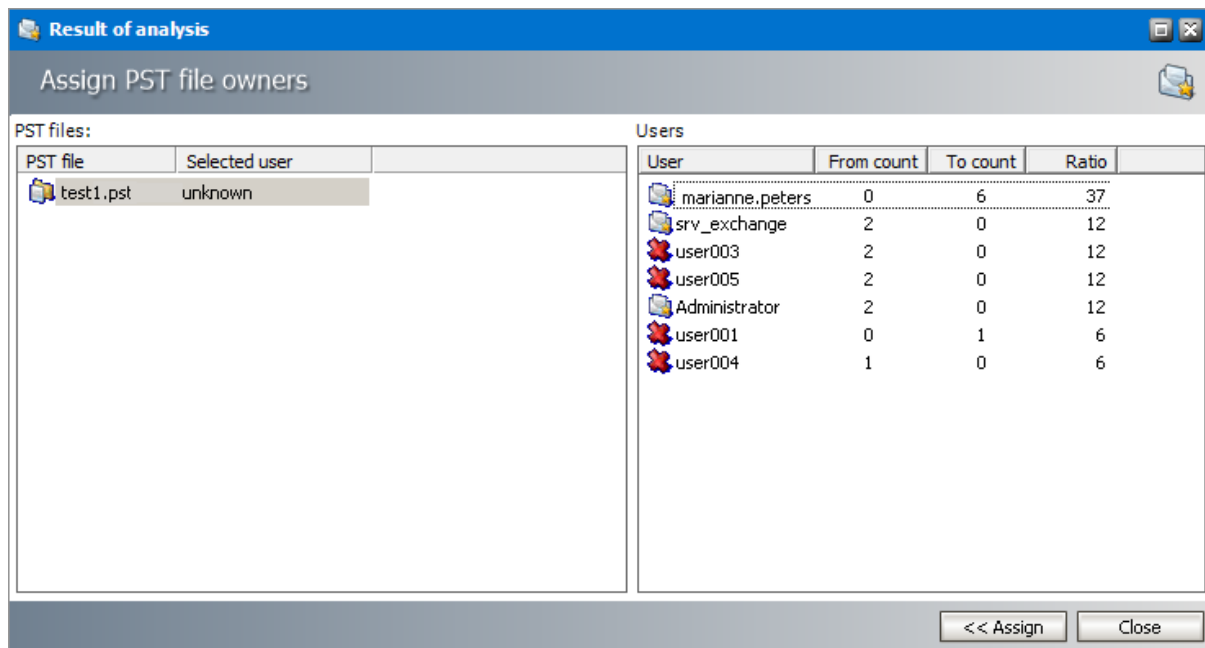 Result of analysis
Assign PST file owners
PST files:
PST file Selected user
test1.pst unknown
Users
User From count To count Ratio
marianne.peters 0 6 37
srv_exchange 2 0 12
user003 2 0 12
user005 2 0 12
Administrator 2 0 12
user001 0 1 6
user004 1 0 6
<< Assign Close